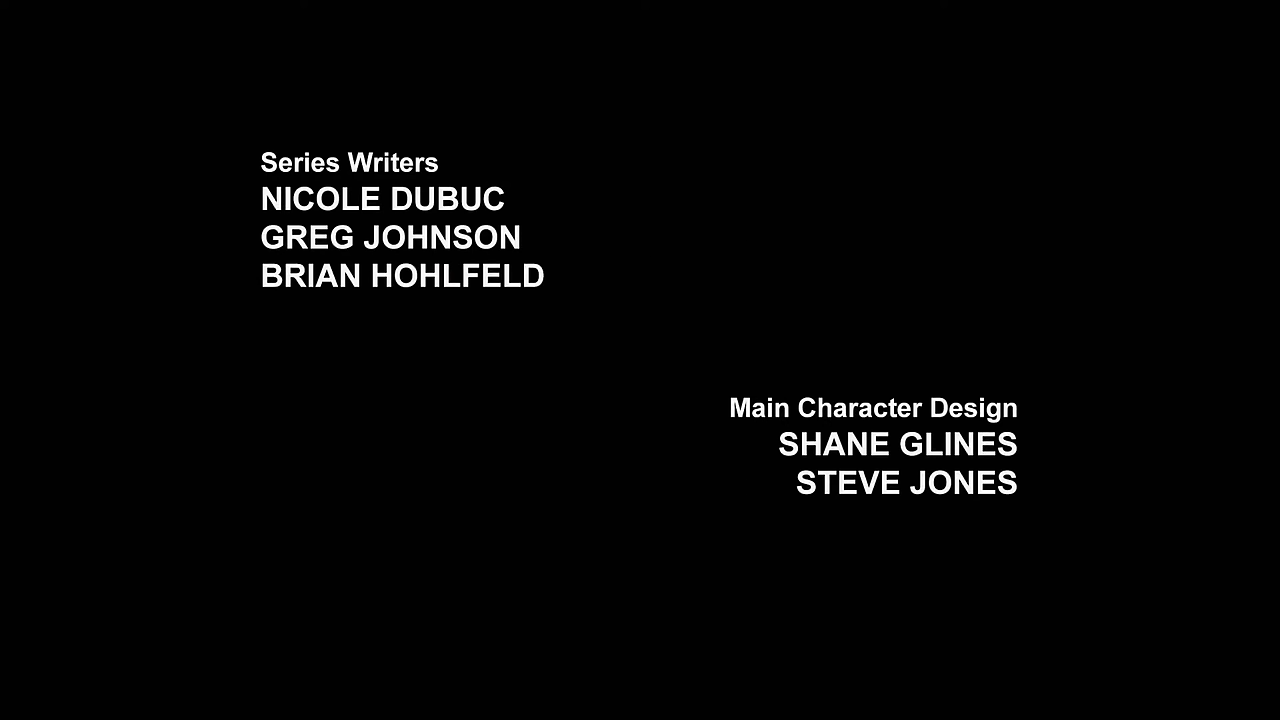 Series Writers
NICOLE DUBUC
GREG JOHNSON
BRIAN HOHLFELD
Main Character Design
SHANE GLINES
STEVE JONES